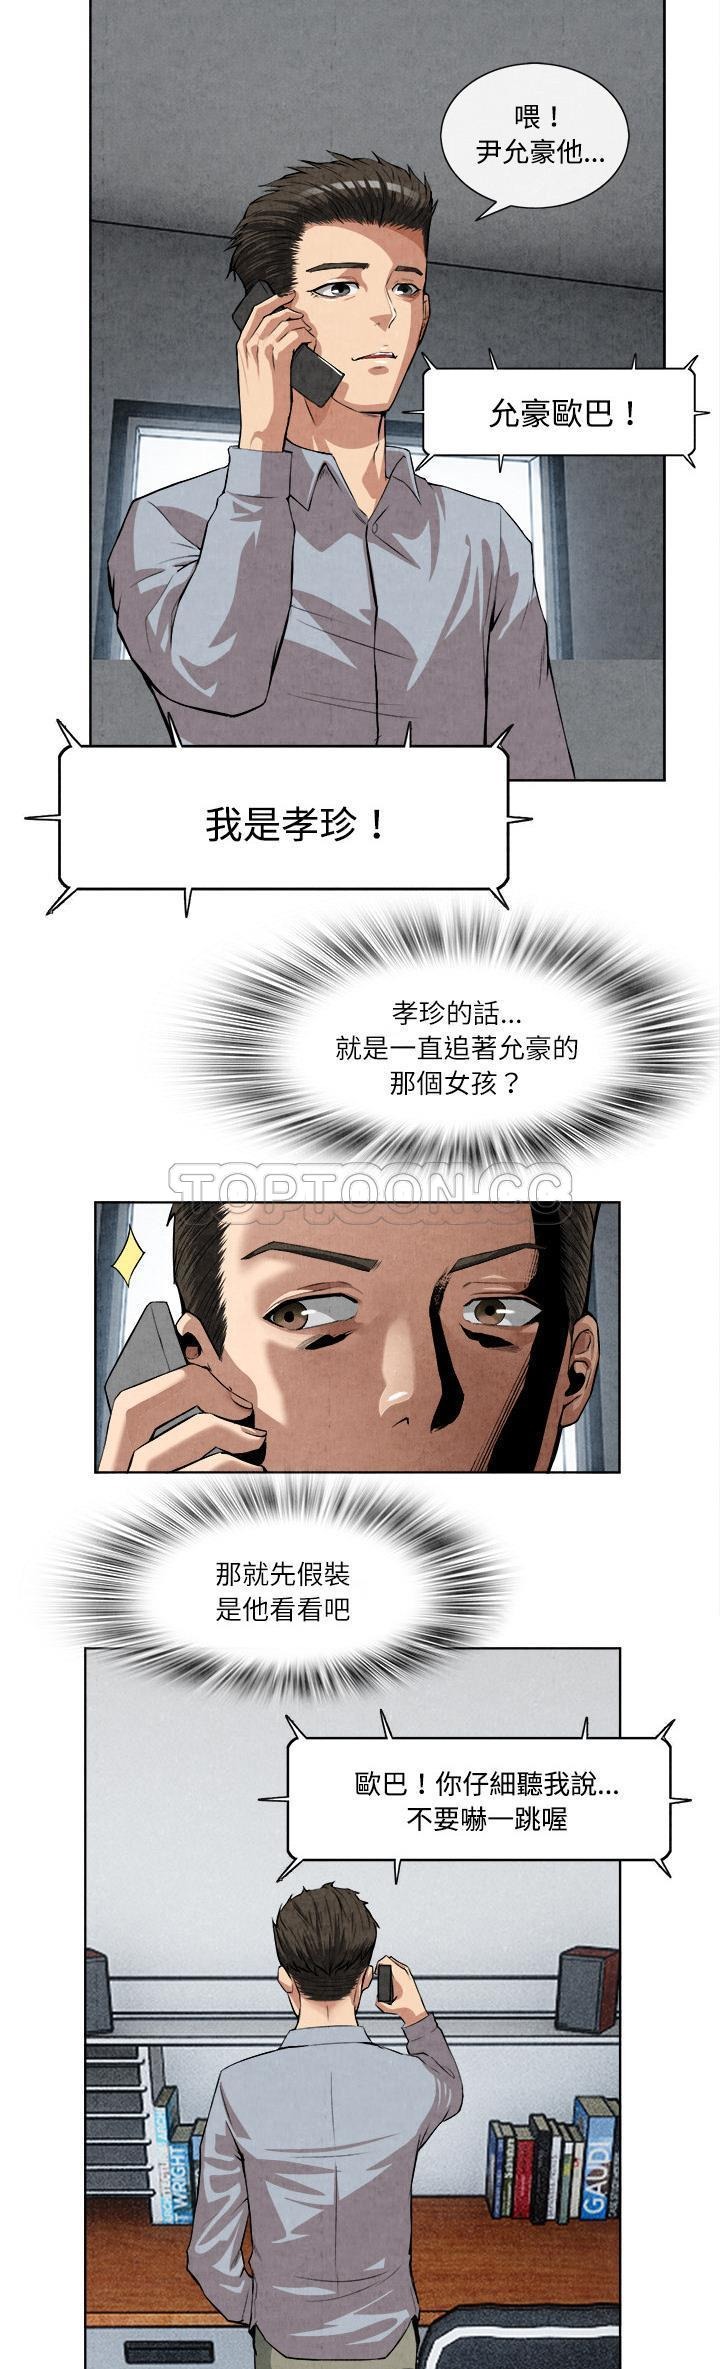 喂！
尹允豪他...
允豪歐巴！
我是孝珍！
孝珍的話...
就是一直追著允豪的
那個女孩？
TOPTOON.CC
那就先假裝
是他看看吧
歐巴！你仔細聽我說...
不要嚇一跳喔
WRIGHT
GAUDI